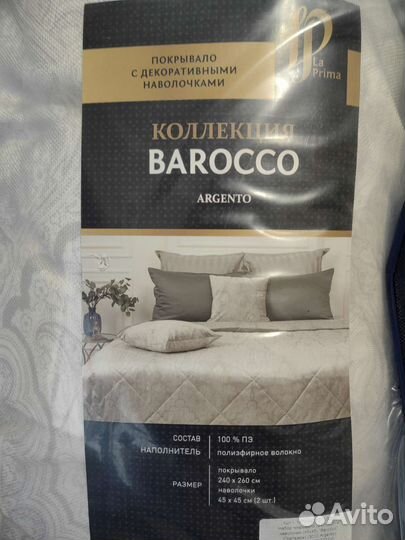 La
Prima
ПОКРЫВАЛО
С ДЕКОРАТИВНЫМИ
НАВОЛОЧКАМИ
КОЛЛЕКЦИЯ
BAROCCO
ARGENTO
СОСТАВ 100 % ПЭ
НАПОЛНИТЕЛЬ полиэфирное волокно
РАЗМЕР покрывало
240 х 260 см
наволочки
45 х 45 см (2 шт.)
Avito